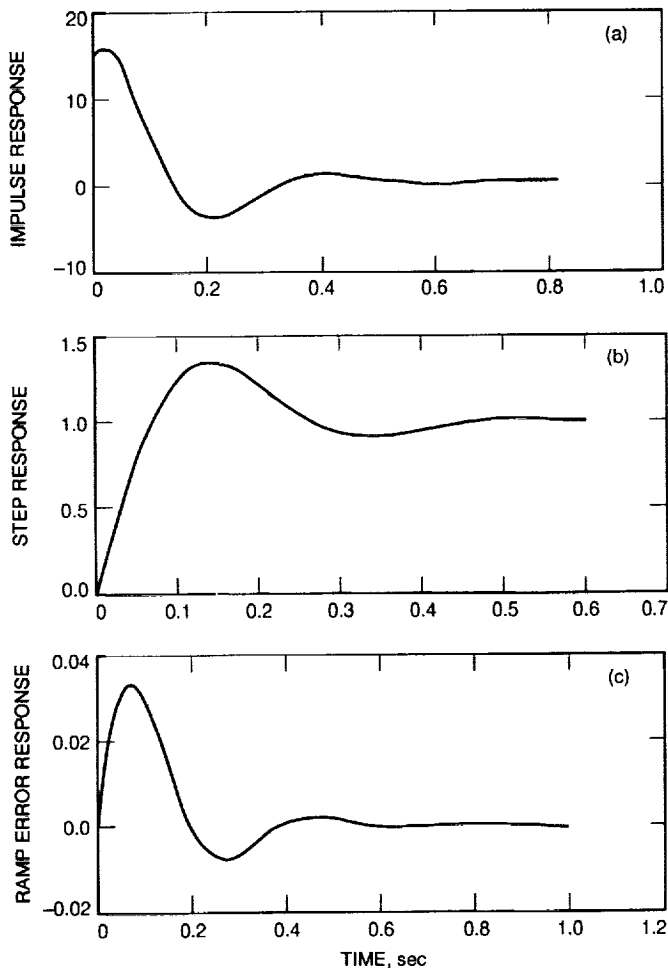 20
(a)
10
0
−10
IMPULSE RESPONSE
0 0.2 0.4 0.6 0.8 1.0
1.5
(b)
1.0
0.5
0.0
STEP RESPONSE
0 0.1 0.2 0.3 0.4 0.5 0.6 0.7
0.04
(c)
0.02
0.0
−0.02
RAMP ERROR RESPONSE
0 0.2 0.4 0.6 0.8 1.0 1.2
TIME, sec